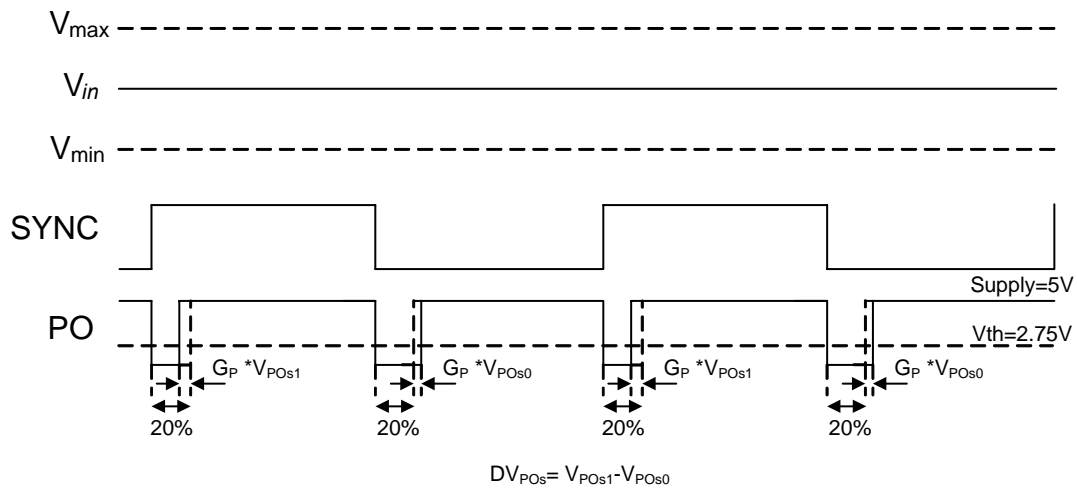 Vmax
Vin
Vmin
SYNC
Supply=5V
PO
Vth=2.75V
GP *VPOs1
GP *VPOs0
GP *VPOs1
GP *VPOs0
20%
20%
20%
20%
DVPOs= VPOs1-VPOs0